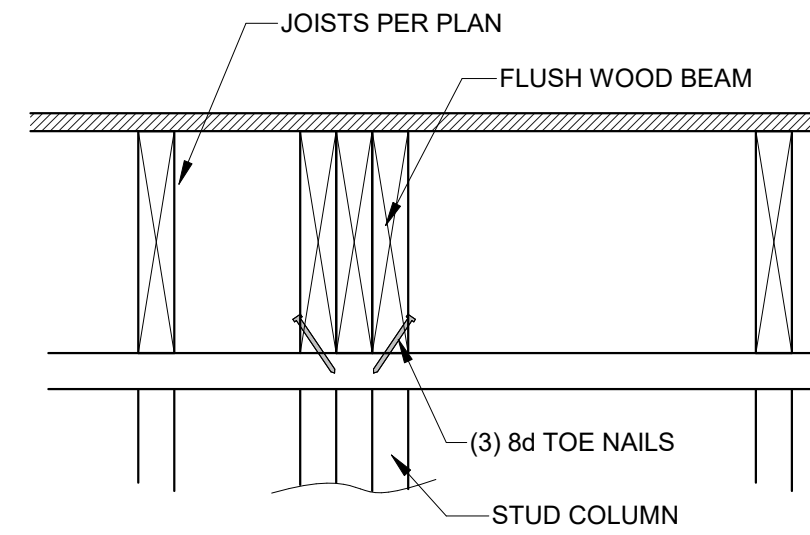 JOISTS PER PLAN
FLUSH WOOD BEAM
(3) 8d TOE NAILS
STUD COLUMN